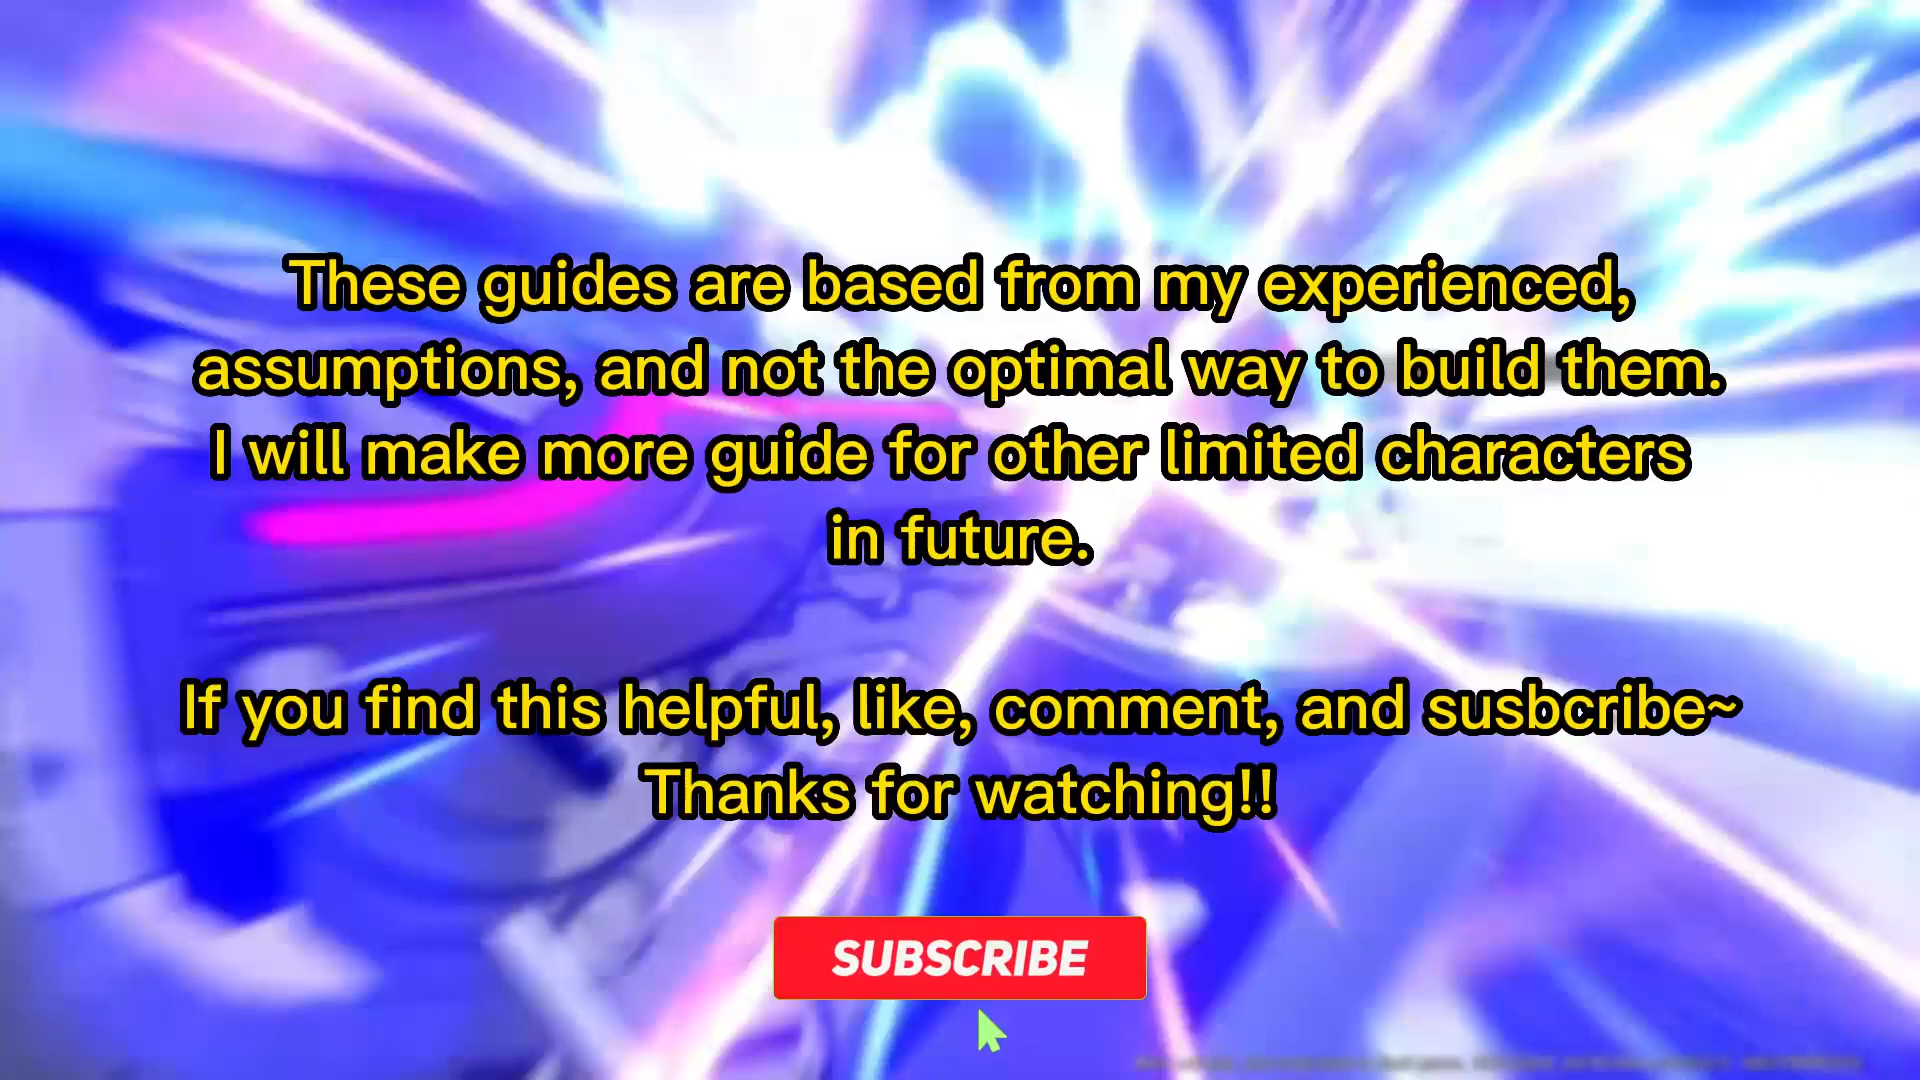 These guides are based from my experienced,
assumptions, and not the optimal way to build them.
I will make more guide for other limited characters
in future.
If you find this helpful, like, comment, and susbcribe~
Thanks for watching!!
SUBSCRIBE